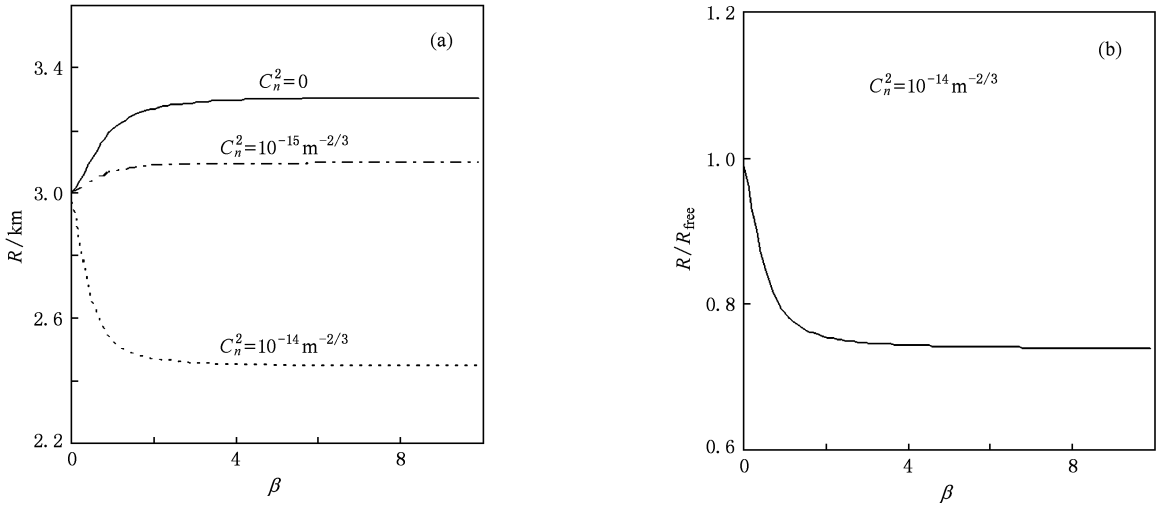 (a)
3.4
3.0
2.6
2.2
R/km
C_n^2=0
C_n^2=10^{-15} m^{-2/3}
C_n^2=10^{-14} m^{-2/3}
0 4 8
β
(b)
1.2
1.0
0.8
0.6
R/R_free
C_n^2=10^{-14} m^{-2/3}
0 4 8
β